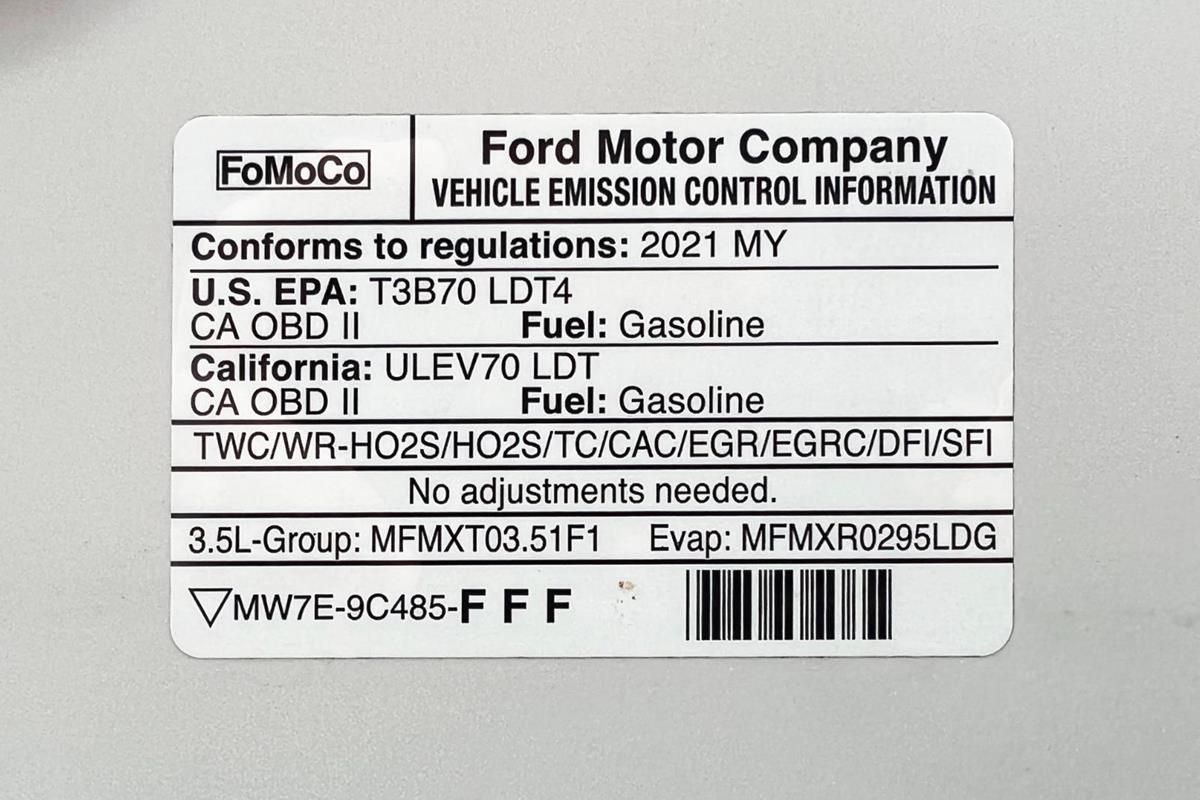 FoMoCo
Ford Motor Company
VEHICLE EMISSION CONTROL INFORMATION
Conforms to regulations: 2021 MY
U.S. EPA: T3B70 LDT4
CA OBD II Fuel: Gasoline
California: ULEV70 LDT
CA OBD II Fuel: Gasoline
TWC/WR-HO2S/HO2S/TC/CAC/EGR/EGRC/DFI/SFI
No adjustments needed.
3.5L-Group: MFMXT03.51F1 Evap: MFMXR0295LDG
MW7E-9C485-F F F